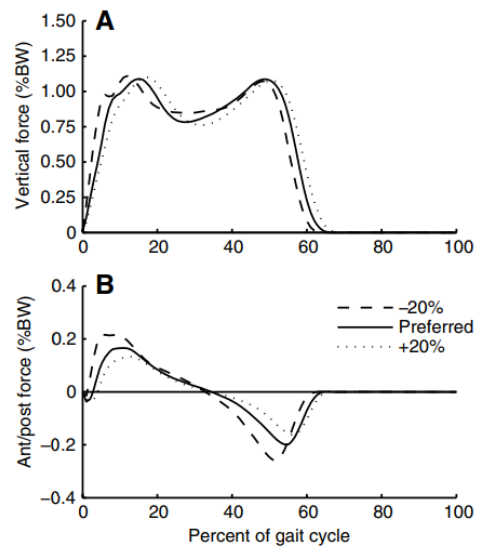 A
Vertical force (%BW)
1.50
1.25
1.00
0.75
0.50
0.25
0
0 20 40 60 80 100
B
Ant/post force (%BW)
0.4
0.2
0
−0.2
−0.4
−20%
Preferred
+20%
0 20 40 60 80 100
Percent of gait cycle